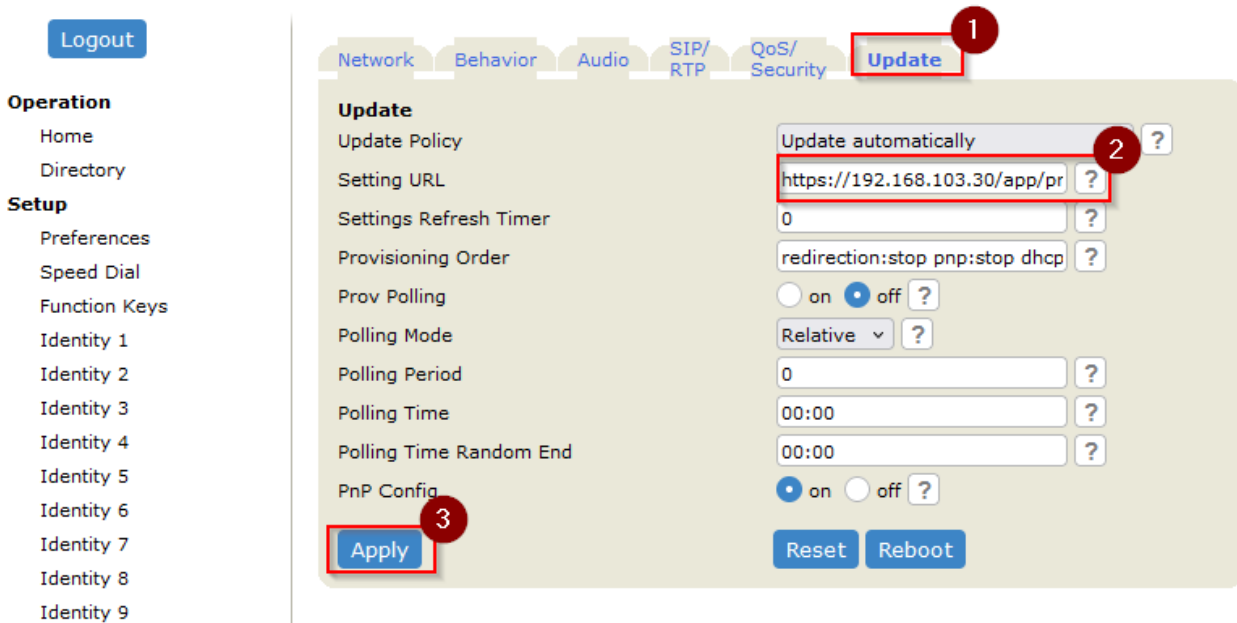 Logout
Operation
Home
Directory
Setup
Preferences
Speed Dial
Function Keys
Identity 1
Identity 2
Identity 3
Identity 4
Identity 5
Identity 6
Identity 7
Identity 8
Identity 9
Network Behavior Audio SIP/RTP QoS/Security Update
1
Update
Update Policy Update automatically ?
2
Setting URL https://192.168.103.30/app/pr ?
Settings Refresh Timer 0 ?
Provisioning Order redirection:stop pnp:stop dhcp ?
Prov Polling on off ?
Polling Mode Relative ?
Polling Period 0 ?
Polling Time 00:00 ?
Polling Time Random End 00:00 ?
PnP Config on off ?
3
Apply Reset Reboot